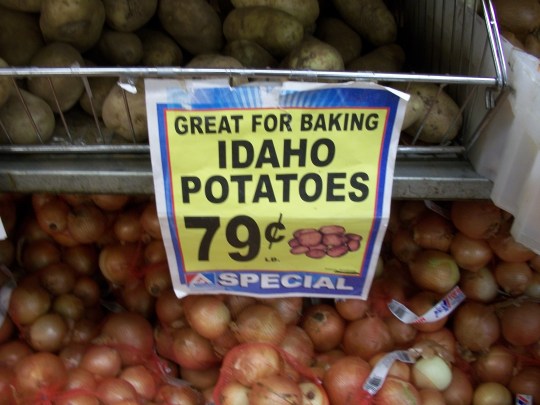 GREAT FOR BAKING
IDAHO
POTATOES
79¢
LB.
SPECIAL